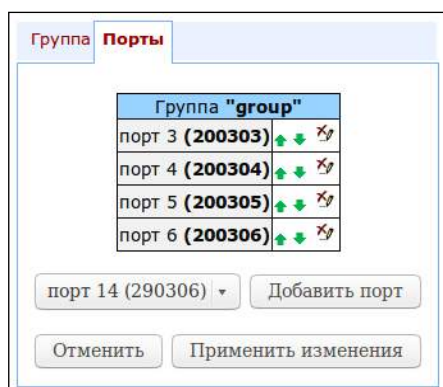 Группа Порты
Группа "group"
порт 3 (200303)
порт 4 (200304)
порт 5 (200305)
порт 6 (200306)
порт 14 (290306) Добавить порт
Отменить Применить изменения